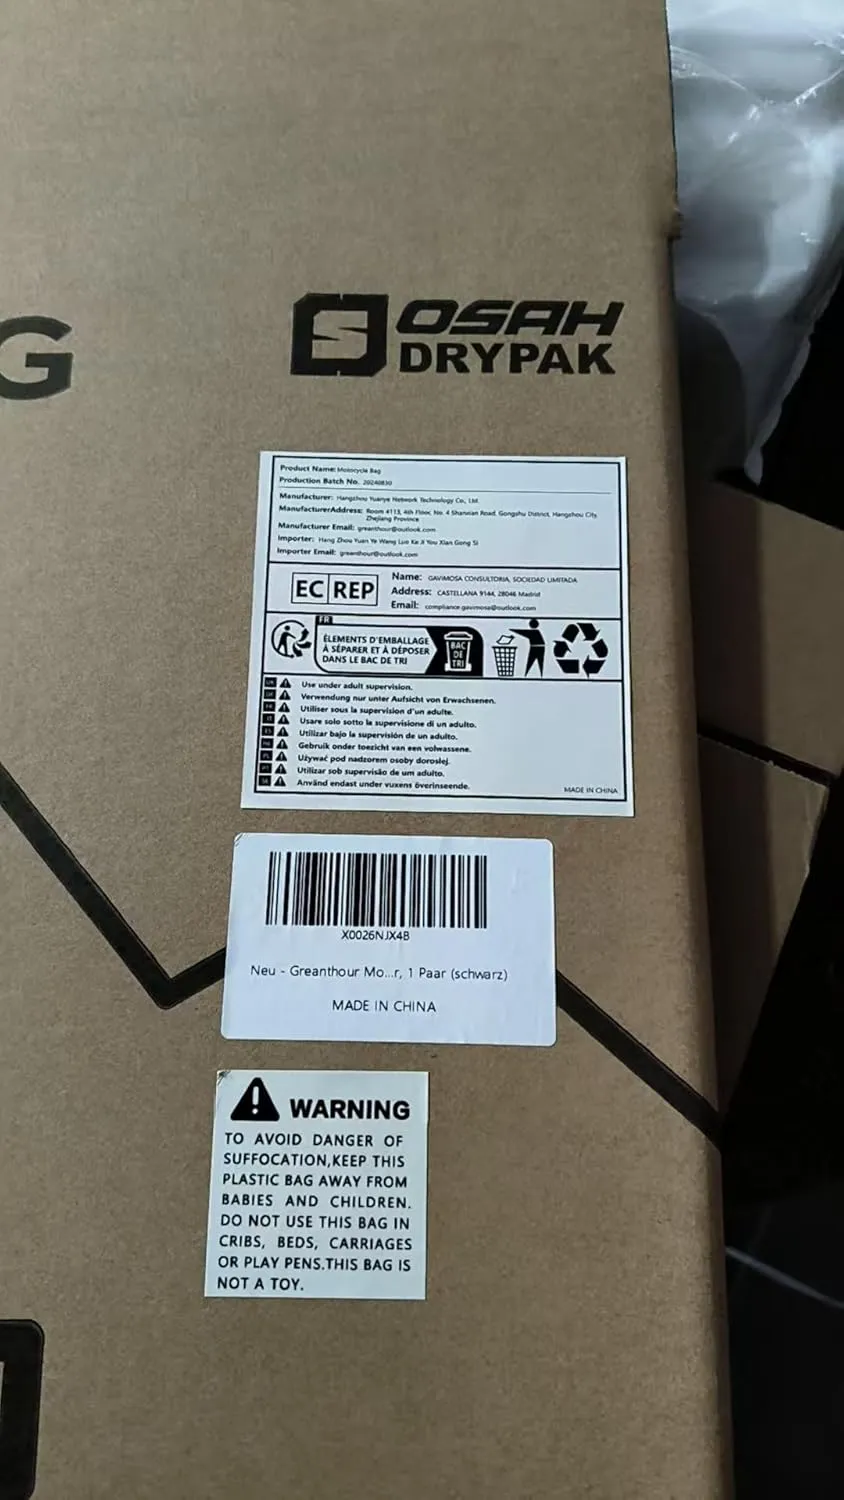 G
OSAH
DRYPAK
Product Name: Motocycle Bag
Production Batch No. 20240830
Manufacturer: Hangzhou Yuanye Network Technology Co., Ltd.
ManufacturerAddress: Room 4113, 4th Floor, No. 4 Shanxian Road, Gongshu District, Hangzhou City,
Zhejiang Province
Manufacturer Email: greanthour@outlook.com
Importer: Hang Zhou Yuan Ye Wang Luo Ke Ji You Xian Gong Si
Importer Email: greanthour@outlook.com
EC REP
Name: GAVIMOSA CONSULTORIA, SOCIEDAD LIMITADA
Address: CASTELLANA 9144, 28046 Madrid
Email: compliance.gavimosa@outlook.com
FR
ÉLEMENTS D'EMBALLAGE
À SÉPARER ET À DÉPOSER
DANS LE BAC DE TRI
BAC
DE
TRI
Use under adult supervision.
Verwendung nur unter Aufsicht von Erwachsenen.
Utiliser sous la supervision d'un adulte.
Usare solo sotto la supervisione di un adulto.
Utilizar bajo la supervisión de un adulto.
Gebruik onder toezicht van een volwassene.
Używać pod nadzorem osoby dorosłej.
Utilizar sob supervisão de um adulto.
Använd endast under vuxens överinseende.
MADE IN CHINA
X0026NJX4B
Neu - Greanthour Mo...r, 1 Paar (schwarz)
MADE IN CHINA
WARNING
TO AVOID DANGER OF
SUFFOCATION,KEEP THIS
PLASTIC BAG AWAY FROM
BABIES AND CHILDREN.
DO NOT USE THIS BAG IN
CRIBS, BEDS, CARRIAGES
OR PLAY PENS.THIS BAG IS
NOT A TOY.